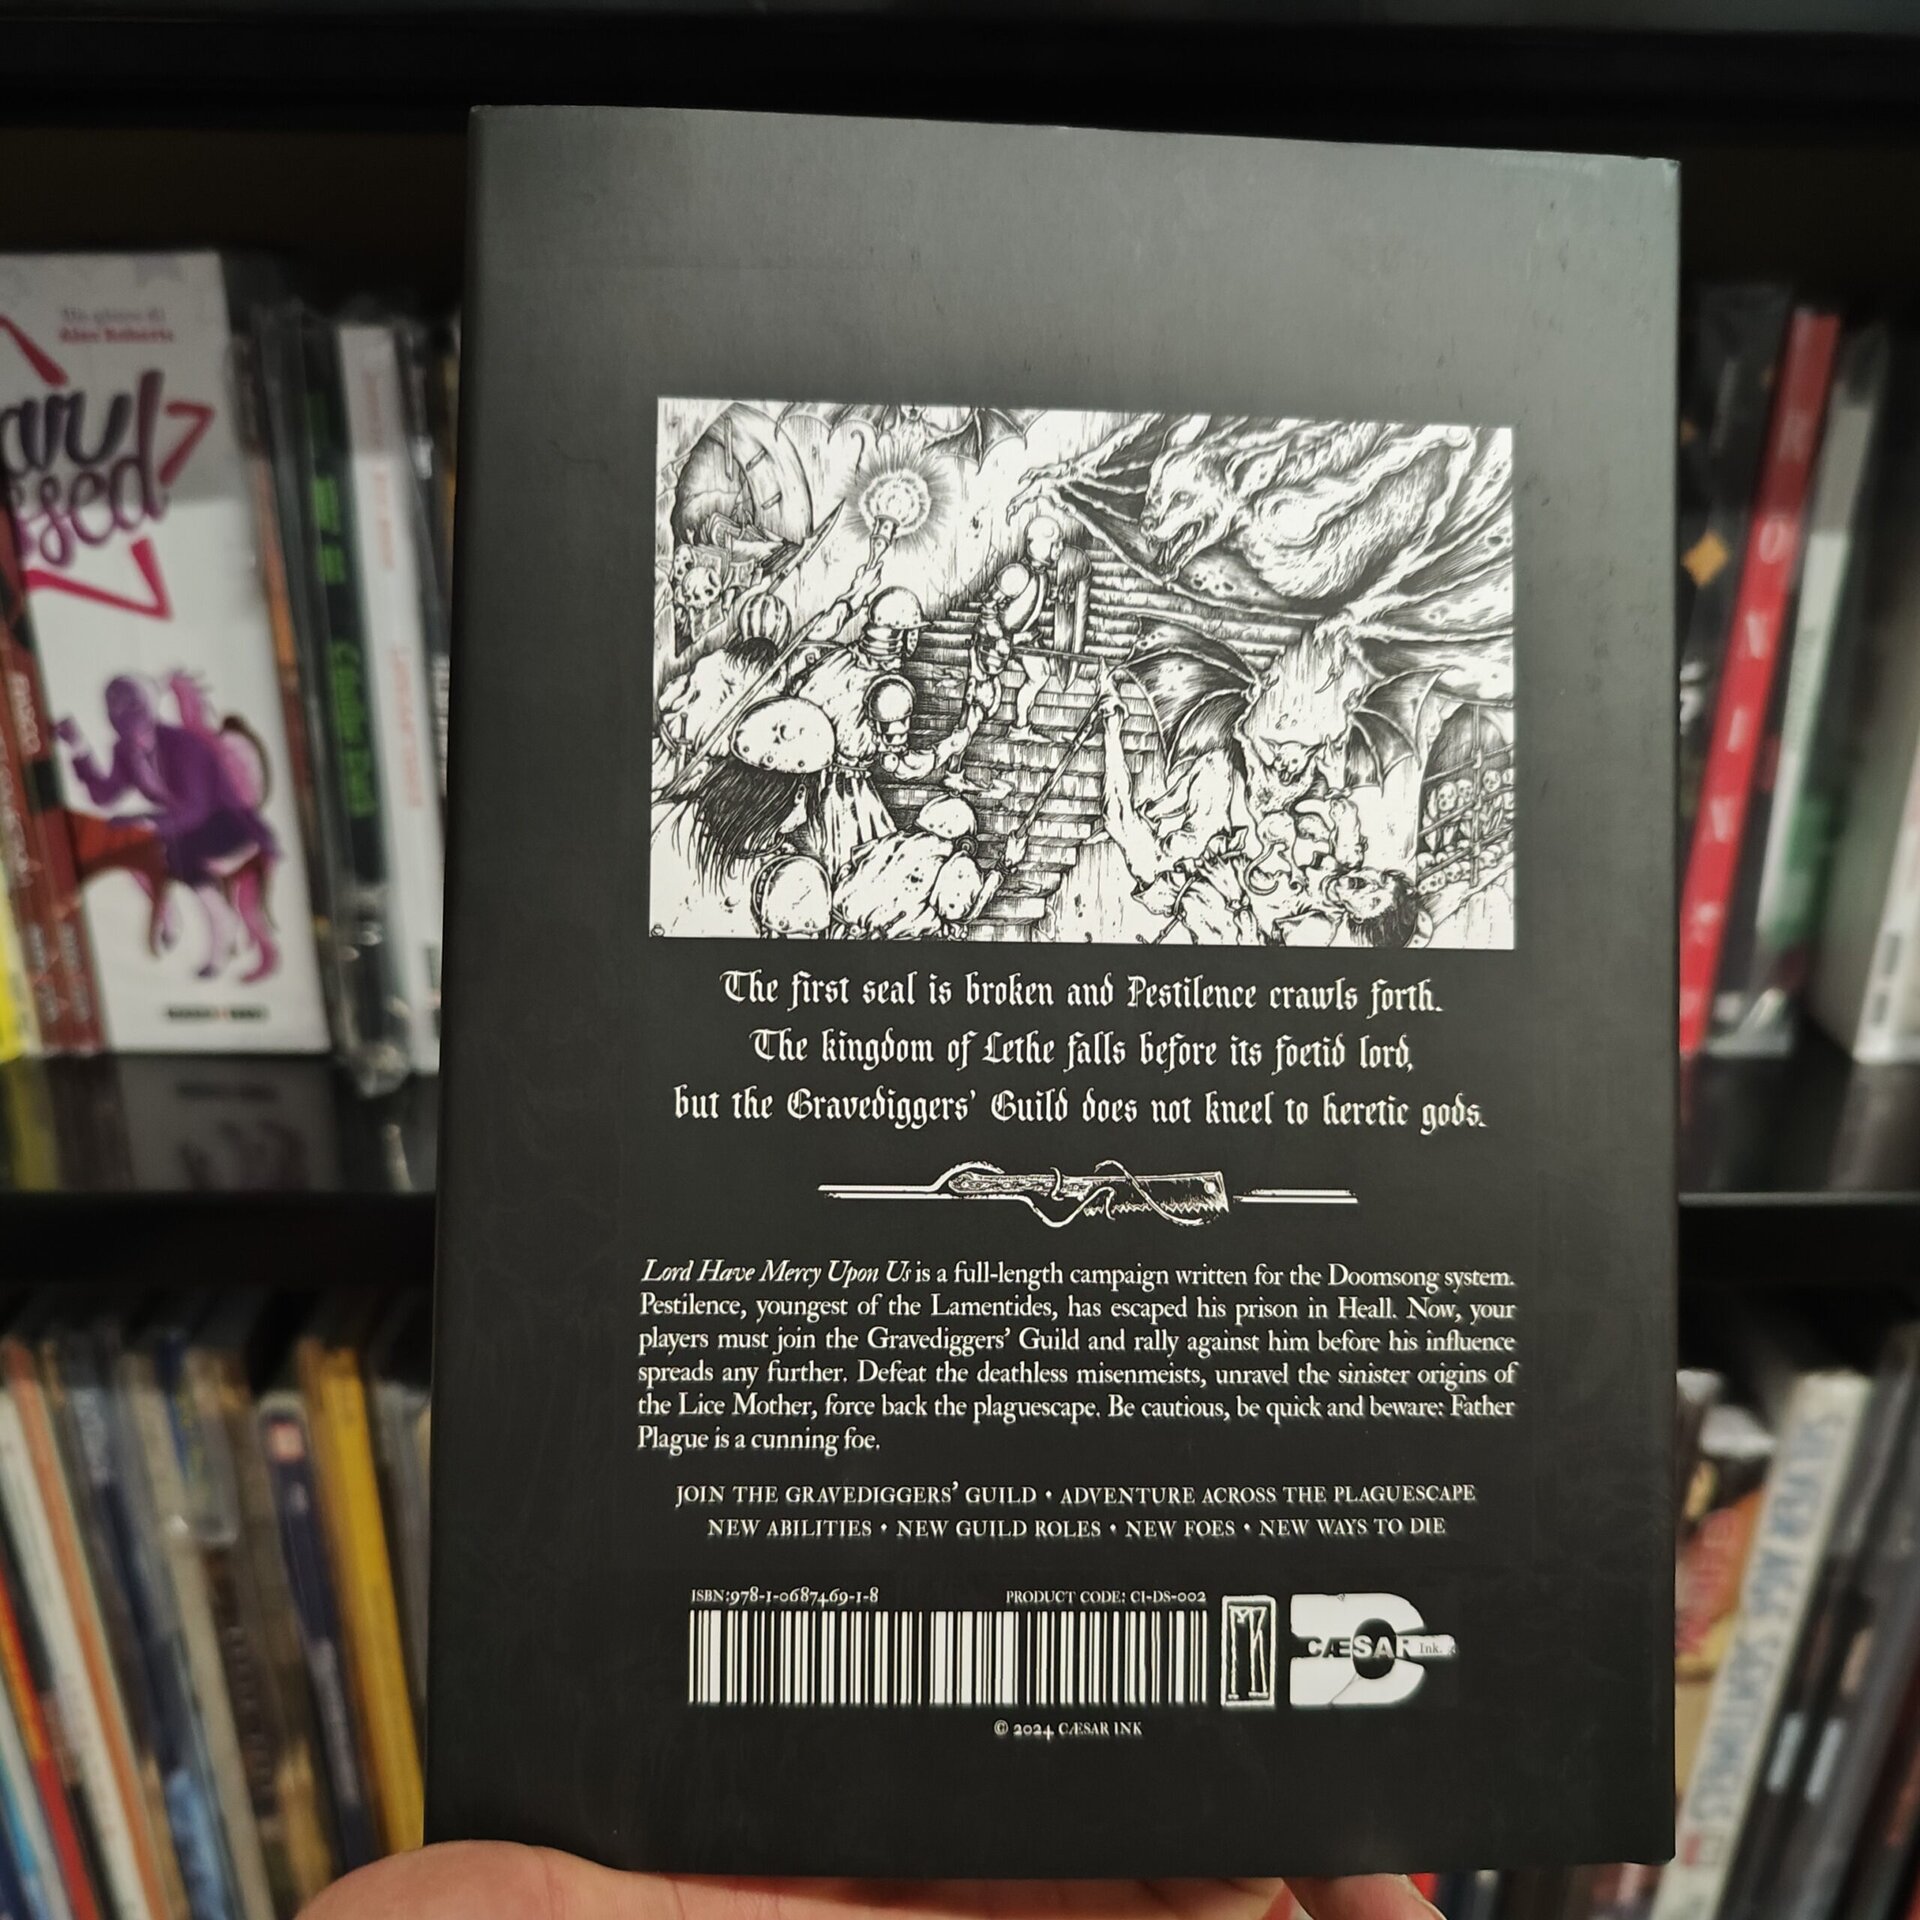 The first seal is broken and Pestilence crawls forth.
The kingdom of Lethe falls before its foetid lord,
but the Gravediggers' Guild does not kneel to heretic gods.
Lord Have Mercy Upon Us is a full-length campaign written for the Doomsong system.
Pestilence, youngest of the Lamentides, has escaped his prison in Heall. Now, your
players must join the Gravediggers' Guild and rally against him before his influence
spreads any further. Defeat the deathless misenmeists, unravel the sinister origins of
the Lice Mother, force back the plaguescape. Be cautious, be quick and beware: Father
Plague is a cunning foe.
JOIN THE GRAVEDIGGERS' GUILD • ADVENTURE ACROSS THE PLAGUESCAPE
NEW ABILITIES • NEW GUILD ROLES • NEW FOES • NEW WAYS TO DIE
ISBN:978-1-0687469-1-8 PRODUCT CODE: CI-DS-002
CÆSAR Ink.
© 2024 CÆSAR INK